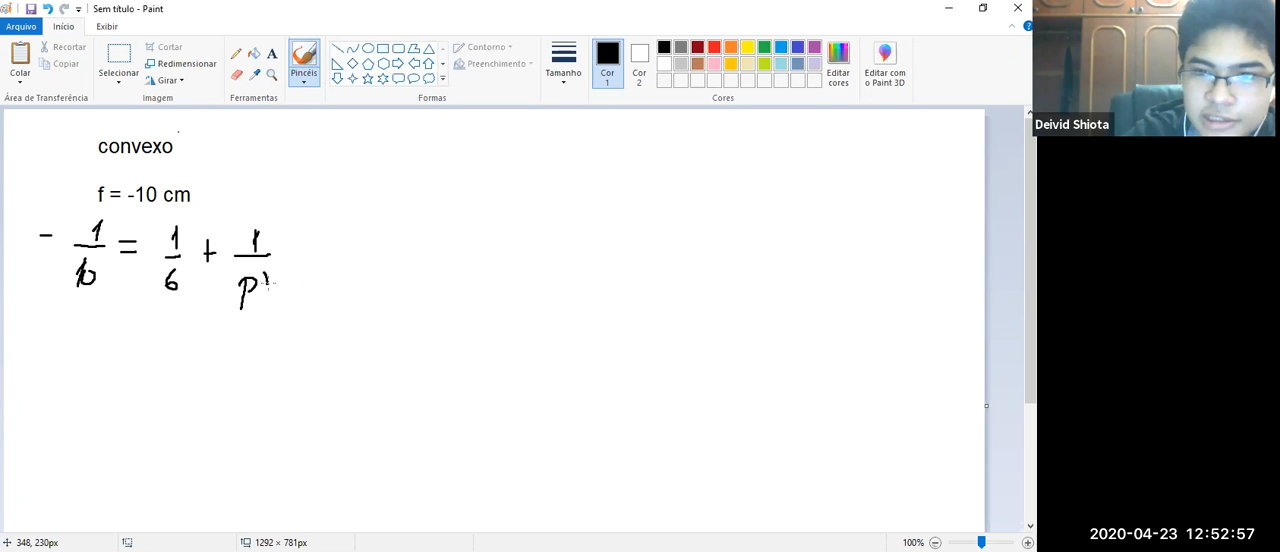 Sem título - Paint
Arquivo Início Exibir
Colar
Recortar
Copiar
Área de Transferência
Selecionar
Cortar
Redimensionar
Girar
Imagem
Ferramentas
Pincéis
Contorno
Preenchimento
Formas
Tamanho
Cor 1
Cor 2
Editar cores
Editar com o Paint 3D
Cores
Deivid Shiota
convexo
f = -10 cm
- 1/10 = 1/6 + 1/p'
348, 230px
1292 × 781px
100%
2020-04-23 12:52:57